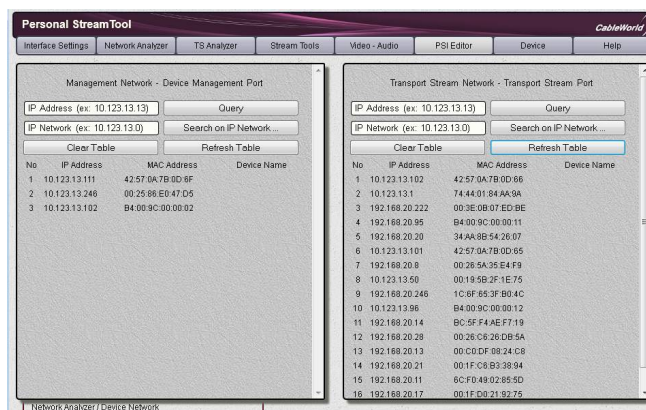 Personal StreamTool
CableWorld
Interface Settings Network Analyzer TS Analyzer Stream Tools Video - Audio PSI Editor Device Help
Management Network - Device Management Port
IP Address (ex: 10.123.13.13) Query
IP Network (ex: 10.123.13.0) Search on IP Network ...
Clear Table Refresh Table
No IP Address MAC Address Device Name
1 10.123.13.111 42:57:0A:7B:0D:6F
2 10.123.13.246 00:25:86:E0:47:D5
3 10.123.13.102 B4:00:9C:00:00:02
Transport Stream Network - Transport Stream Port
IP Address (ex: 10.123.13.13) Query
IP Network (ex: 10.123.13.0) Search on IP Network ...
Clear Table Refresh Table
No IP Address MAC Address Device Name
1 10.123.13.102 42:57:0A:7B:0D:66
2 10.123.13.1 74:44:01:84:AA:9A
3 192.168.20.222 00:3E:0B:07:ED:BE
4 192.168.20.95 B4:00:9C:00:00:11
5 192.168.20.20 34:AA:8B:54:26:07
6 10.123.13.101 42:57:0A:7B:0D:65
7 192.168.20.8 00:26:5A:35:E4:F9
8 10.123.13.50 00:19:5B:2F:1E:75
9 192.168.20.246 1C:6F:65:3F:B0:4C
10 10.123.13.96 B4:00:9C:00:00:12
11 192.168.20.14 BC:5F:F4:AE:F7:19
12 192.168.20.28 00:26:C6:26:DB:5A
13 192.168.20.13 00:C0:DF:08:24:C8
14 192.168.20.21 00:1F:C6:B3:38:94
15 192.168.20.11 6C:F0:49:02:85:5D
16 192.168.20.17 00:1F:D0:21:92:75
Network Analyzer / Device Network